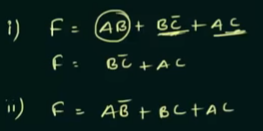 i) F = AB + BC̅ + AC
F = BC̅ + AC
ii) F = AB̅ + BC + AC